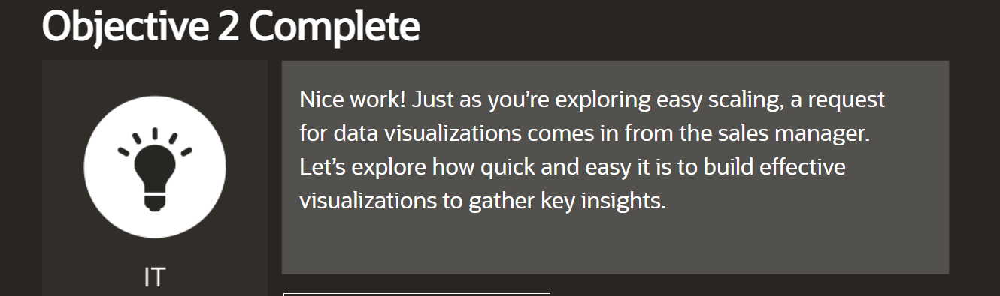 Objective 2 Complete
Nice work! Just as you’re exploring easy scaling, a request
for data visualizations comes in from the sales manager.
Let’s explore how quick and easy it is to build effective
visualizations to gather key insights.
IT